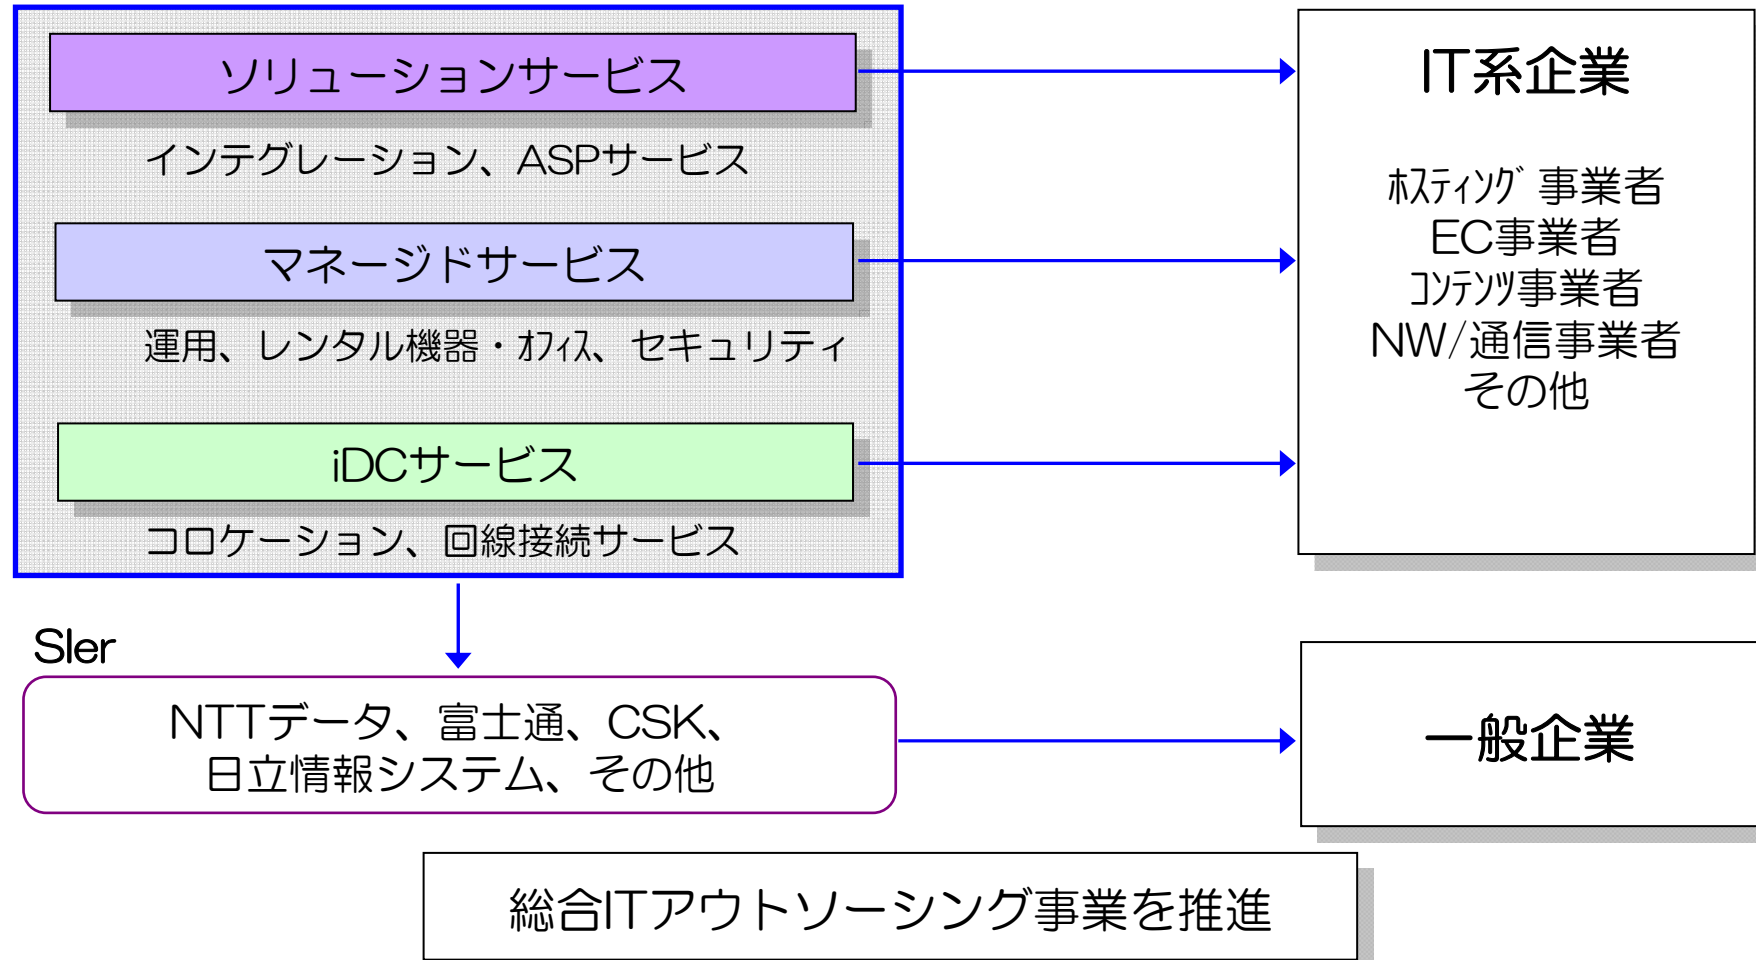 ソリューションサービス
インテグレーション、ASPサービス
マネージドサービス
運用、レンタル機器・ｵﾌｨｽ、セキュリティ
iDCサービス
コロケーション、回線接続サービス
IT系企業
ﾎｽﾃｨﾝｸﾞ事業者
EC事業者
ｺﾝﾃﾝﾂ事業者
NW/通信事業者
その他
SIer
NTTデータ、富士通、CSK、
日立情報システム、その他
一般企業
総合ITアウトソーシング事業を推進